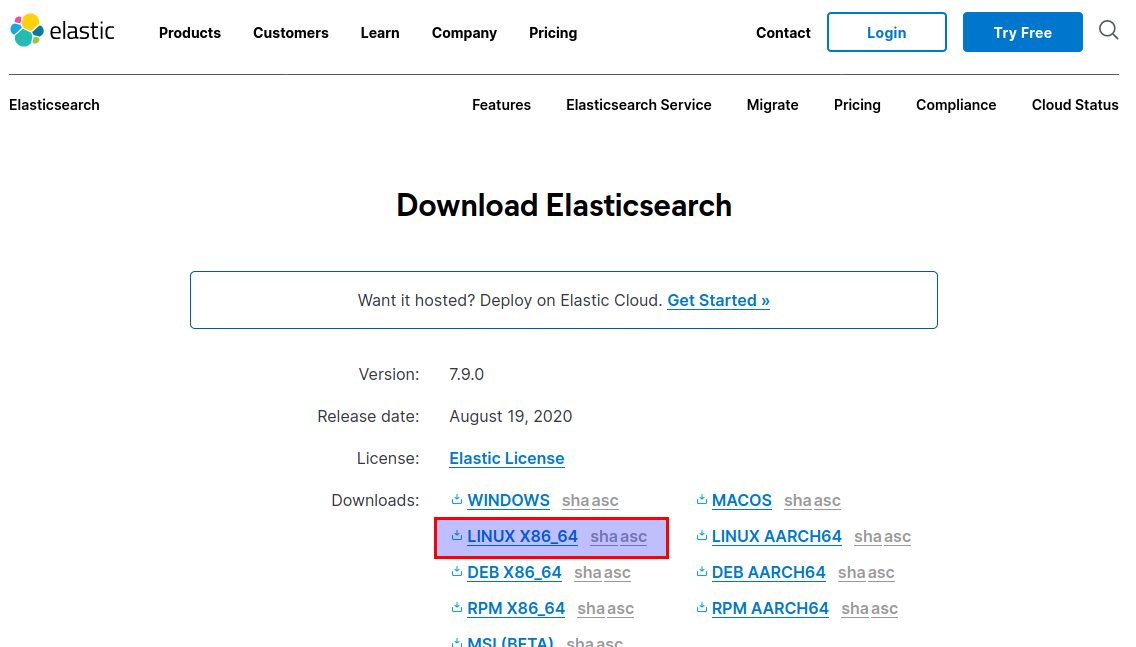 elastic Products Customers Learn Company Pricing Contact Login Try Free
Elasticsearch Features Elasticsearch Service Migrate Pricing Compliance Cloud Status
Download Elasticsearch
Want it hosted? Deploy on Elastic Cloud. Get Started »
Version: 7.9.0
Release date: August 19, 2020
License: Elastic License
Downloads: WINDOWS sha asc MACOS sha asc
LINUX X86_64 sha asc LINUX AARCH64 sha asc
DEB X86_64 sha asc DEB AARCH64 sha asc
RPM X86_64 sha asc RPM AARCH64 sha asc
MSI (BETA) sha asc